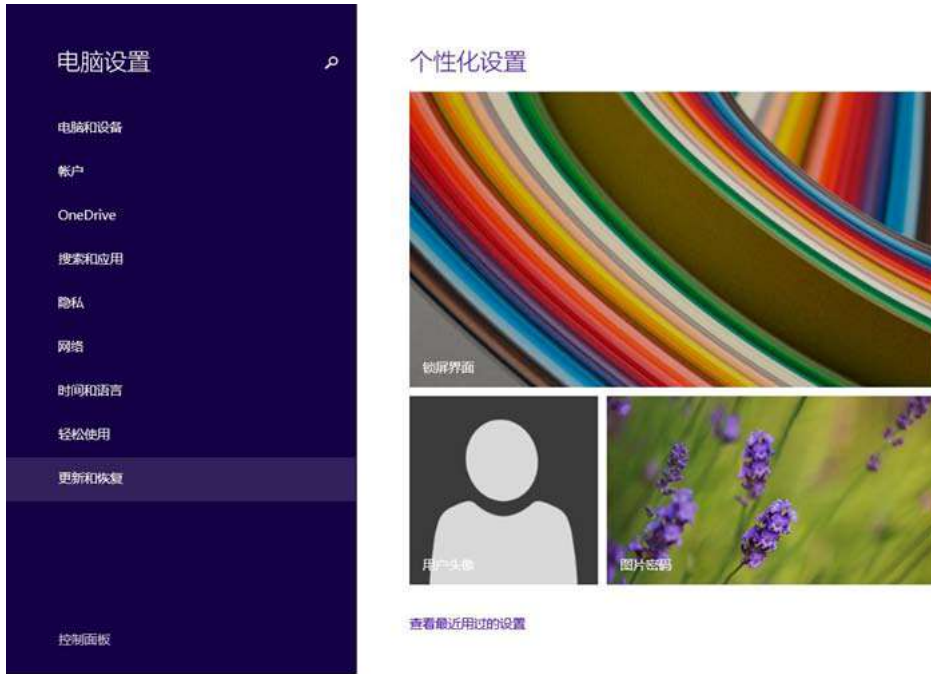 电脑设置
电脑和设备
帐户
OneDrive
搜索和应用
隐私
网络
时间和语言
轻松使用
更新和恢复
控制面板
个性化设置
锁屏界面
用户头像
图片密码
查看最近用过的设置